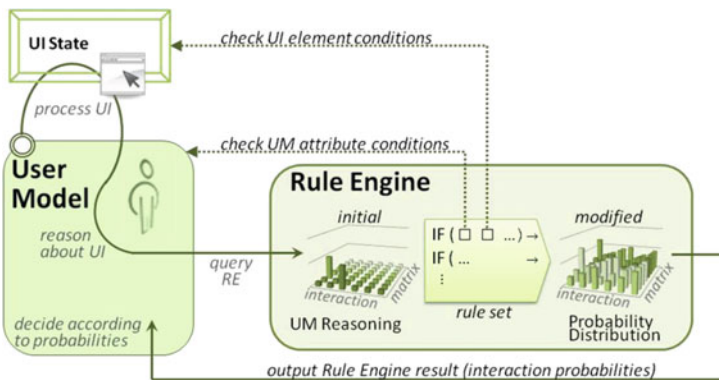 UI State
check UI element conditions
process UI
check UM attribute conditions
User
Model
Rule Engine
initial
modified
reason
about UI
IF ( □ □ ...) →
IF ( ... →
⋮
query
RE
interaction
matrix
interaction
matrix
UM Reasoning
rule set
Probability
Distribution
decide according
to probabilities
output Rule Engine result (interaction probabilities)